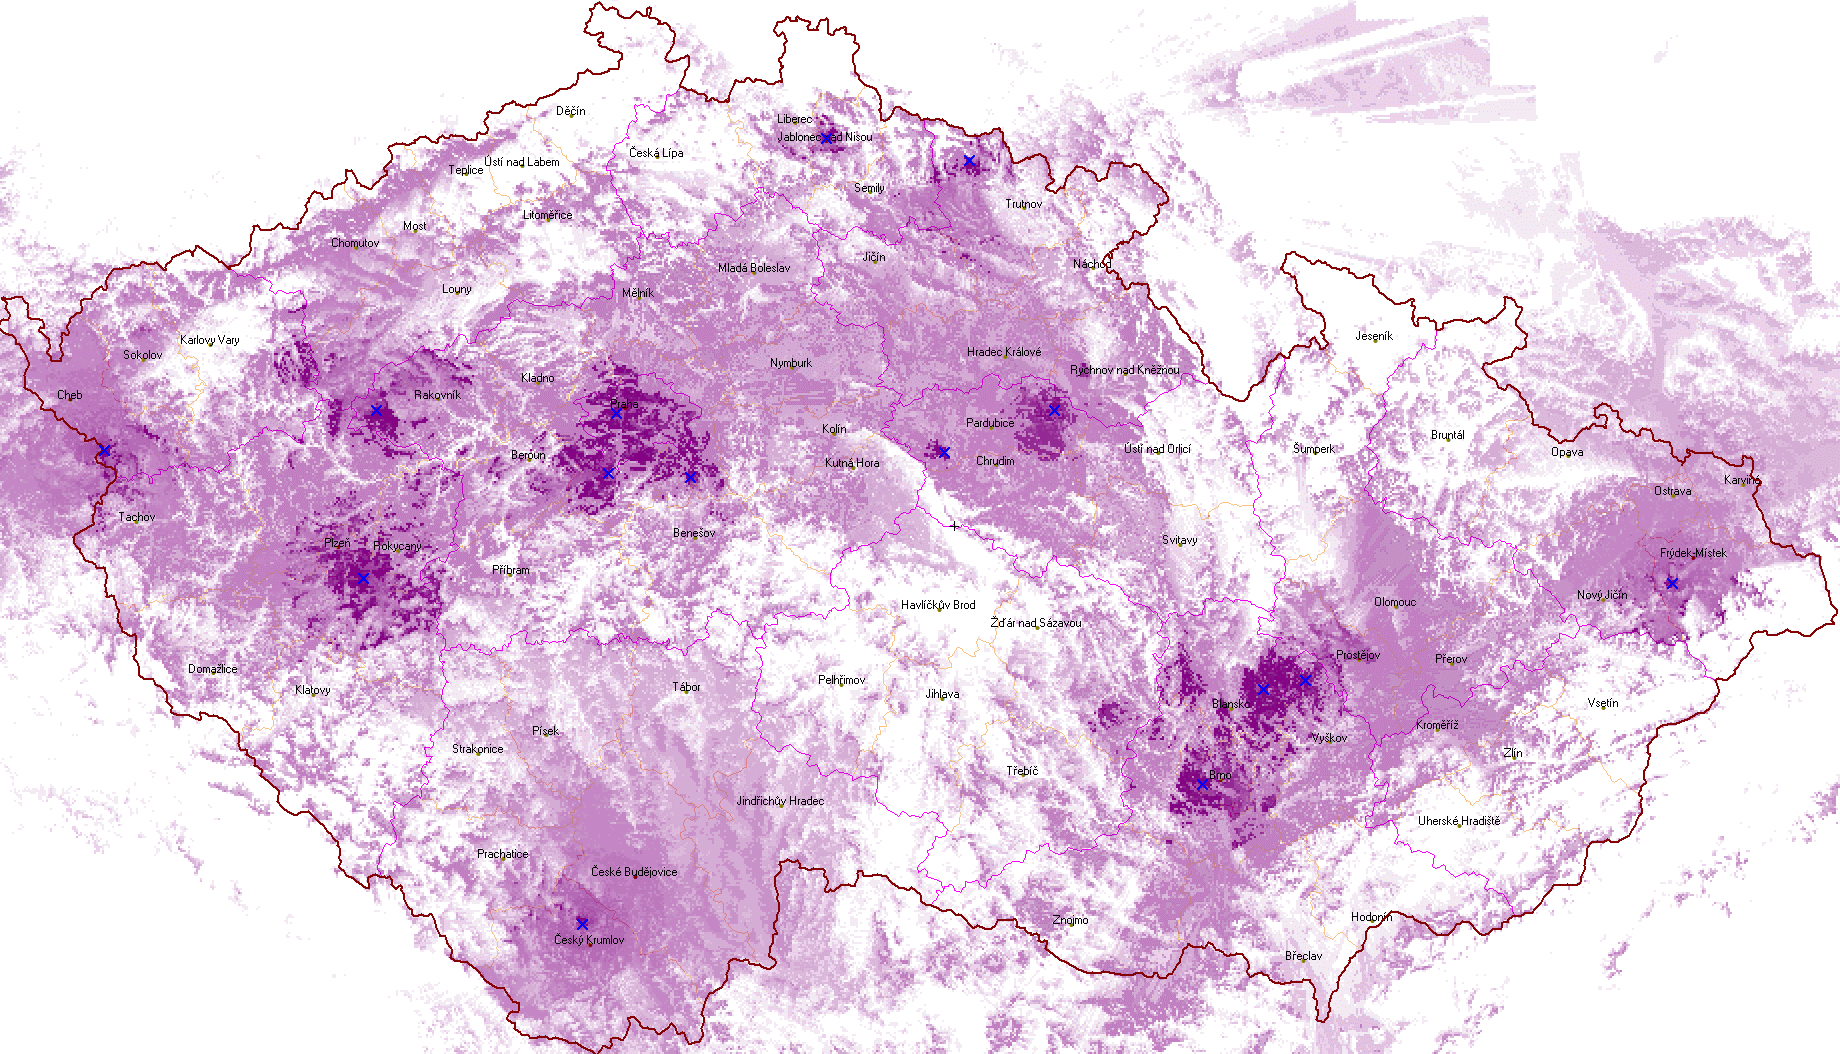 Děčín
Liberec
Jablonec nad Nisou
Česká Lípa
Ústí nad Labem
Teplice
Semily
Trutnov
Litoměřice
Most
Chomutov
Jičín
Náchod
Mladá Boleslav
Louny
Mělník
Jeseník
Karlovy Vary
Sokolov
Hradec Králové
Nymburk
Rychnov nad Kněžnou
Kladno
Cheb
Rakovník
Praha
Pardubice
Kolín
Bruntál
Ústí nad Orlicí
Šumperk
Opava
Beroun
Kutná Hora
Chrudim
Karviná
Ostrava
Tachov
Benešov
Svitavy
Plzeň
Rokycany
Frýdek-Místek
Příbram
Nový Jičín
Olomouc
Havlíčkův Brod
Žďár nad Sázavou
Prostějov
Přerov
Domažlice
Pelhřimov
Klatovy
Tábor
Jihlava
Blansko
Vsetín
Kroměříž
Písek
Vyškov
Strakonice
Zlín
Třebíč
Brno
Jindřichův Hradec
Uherské Hradiště
Prachatice
České Budějovice
Hodonín
Znojmo
Český Krumlov
Břeclav